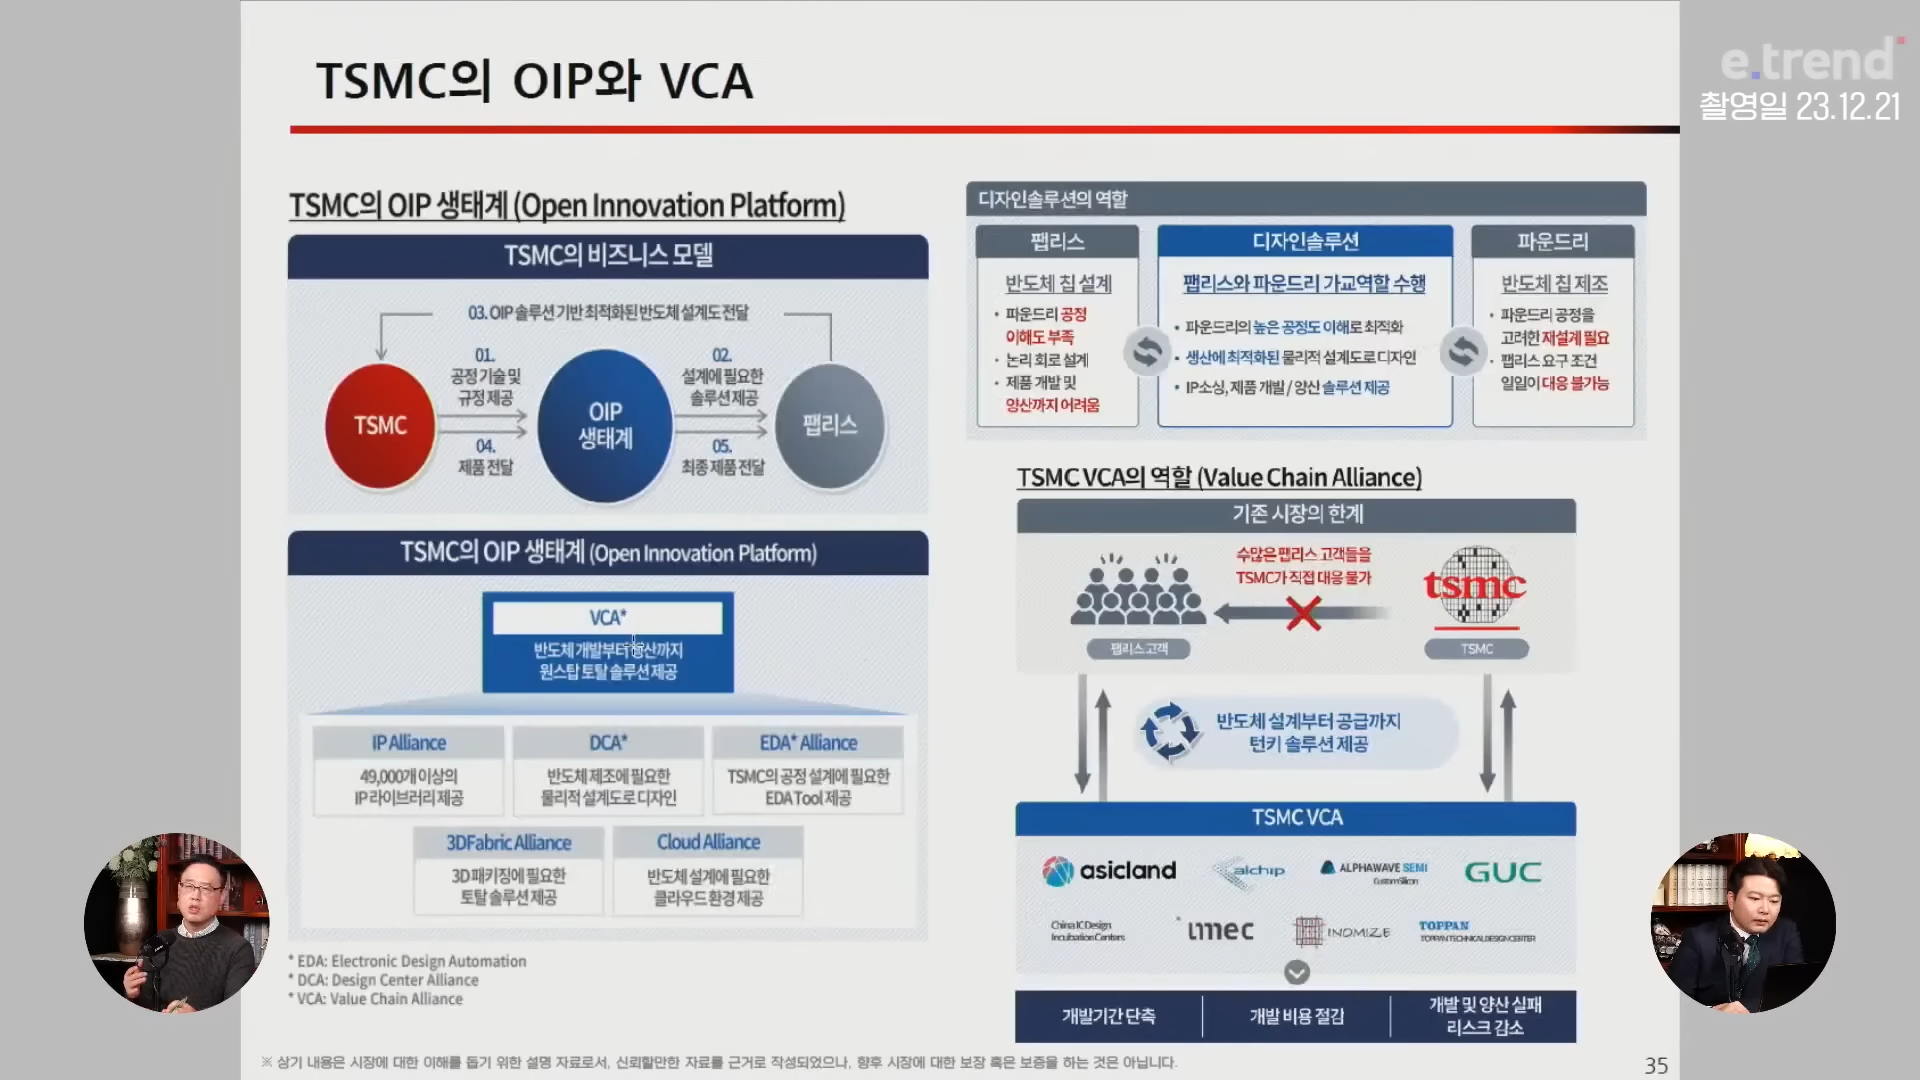 TSMC의 OIP와 VCA
e.trend
촬영일 23.12.21
TSMC의 OIP 생태계 (Open Innovation Platform)
TSMC의 비즈니스 모델
03. OIP 솔루션 기반 최적화된 반도체 설계도 전달
01.
공정 기술 및
규정 제공
02.
설계에 필요한
솔루션 제공
TSMC
OIP
생태계
팹리스
04.
제품 전달
05.
최종 제품 전달
TSMC의 OIP 생태계 (Open Innovation Platform)
VCA*
반도체 개발부터 양산까지
원스탑 토탈 솔루션 제공
IP Alliance
49,000개 이상의
IP 라이브러리 제공
DCA*
반도체 제조에 필요한
물리적 설계도로 디자인
EDA* Alliance
TSMC의 공정 설계에 필요한
EDA Tool 제공
3DFabric Alliance
3D 패키징에 필요한
토탈 솔루션 제공
Cloud Alliance
반도체 설계에 필요한
클라우드 환경 제공
* EDA: Electronic Design Automation
* DCA: Design Center Alliance
* VCA: Value Chain Alliance
디자인솔루션의 역할
팹리스
반도체 칩 설계
• 파운드리 공정
이해도 부족
• 논리 회로 설계
• 제품 개발 및
양산까지 어려움
디자인솔루션
팹리스와 파운드리 가교역할 수행
• 파운드리의 높은 공정도 이해로 최적화
• 생산에 최적화된 물리적 설계도로 디자인
• IP소싱, 제품 개발 / 양산 솔루션 제공
파운드리
반도체 칩 제조
• 파운드리 공정을
고려한 재설계 필요
• 팹리스 요구 조건
일일이 대응 불가능
TSMC VCA의 역할 (Value Chain Alliance)
기존 시장의 한계
수많은 팹리스 고객들을
TSMC가 직접 대응 불가
tsmc
팹리스 고객
TSMC
반도체 설계부터 공급까지
턴키 솔루션 제공
TSMC VCA
asicland
alchip
ALPHAWAVE SEMI
Custom Silicon
GUC
China IC Design
Incubation Centers
imec
INOMIZE
TOPPAN
TOPPAN TECHNICAL DESIGN CENTER
개발기간 단축
개발 비용 절감
개발 및 양산 실패
리스크 감소
※ 상기 내용은 시장에 대한 이해를 돕기 위한 설명 자료로서, 신뢰할만한 자료를 근거로 작성되었으나, 향후 시장에 대한 보장 혹은 보증을 하는 것은 아닙니다.
35